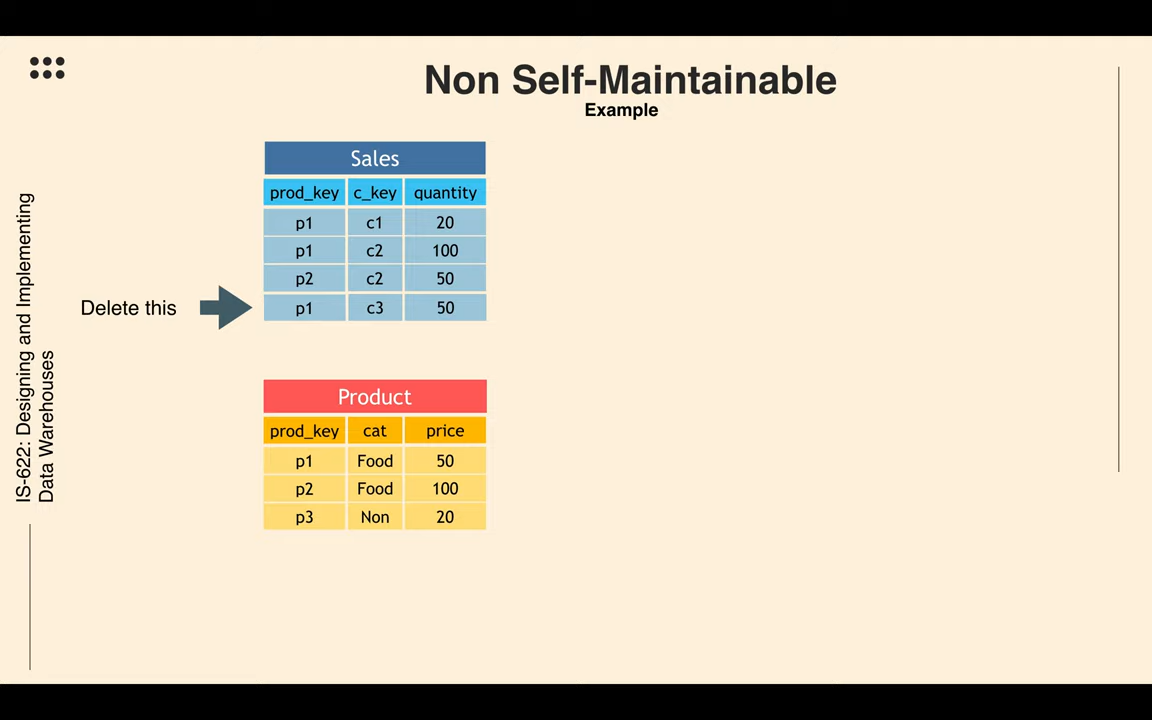 Non Self-Maintainable
Example
IS-622: Designing and Implementing
Data Warehouses
Sales
prod_key c_key quantity
p1 c1 20
p1 c2 100
p2 c2 50
Delete this p1 c3 50
Product
prod_key cat price
p1 Food 50
p2 Food 100
p3 Non 20